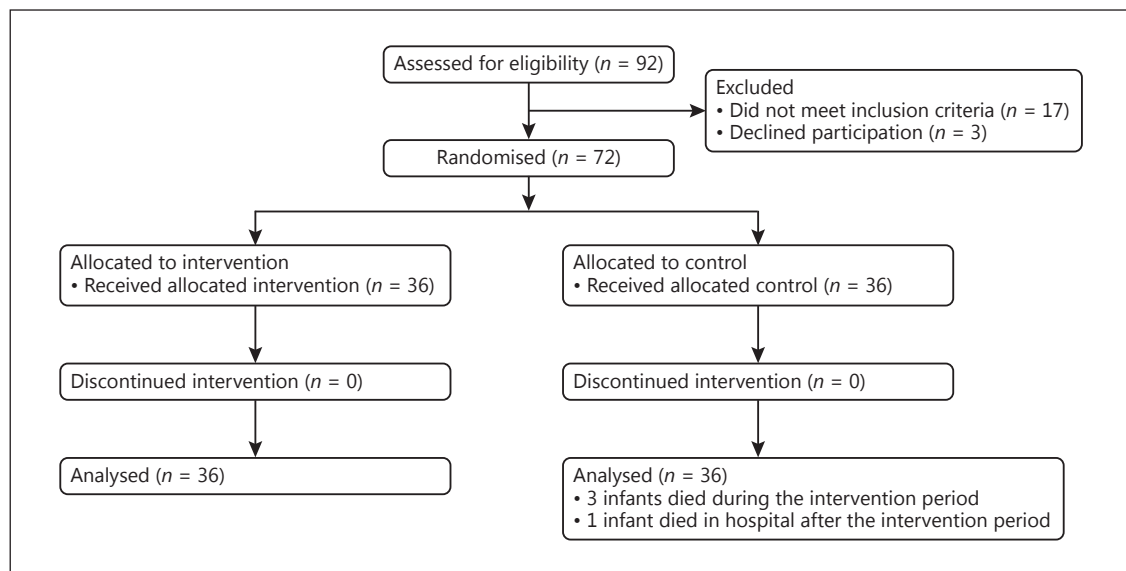 Assessed for eligibility (n = 92)
Excluded
• Did not meet inclusion criteria (n = 17)
• Declined participation (n = 3)
Randomised (n = 72)
Allocated to intervention
• Received allocated intervention (n = 36)
Allocated to control
• Received allocated control (n = 36)
Discontinued intervention (n = 0)
Discontinued intervention (n = 0)
Analysed (n = 36)
Analysed (n = 36)
• 3 infants died during the intervention period
• 1 infant died in hospital after the intervention period